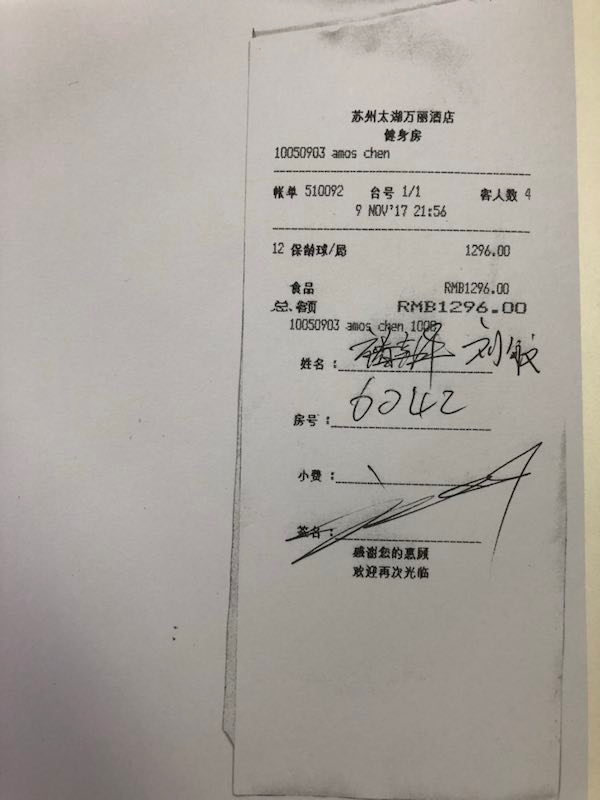 苏州太湖万丽酒店
健身房
10050903 amos chen
帐单 510092 台号 1/1 客人数 4
9 NOV'17 21:56
12 保龄球/局 1296.00
食品 RMB1296.00
总额 RMB1296.00
10050903 amos chen 1000
姓名： 刘敏
房号： 6242
小费：
签名：
感谢您的惠顾
欢迎再次光临